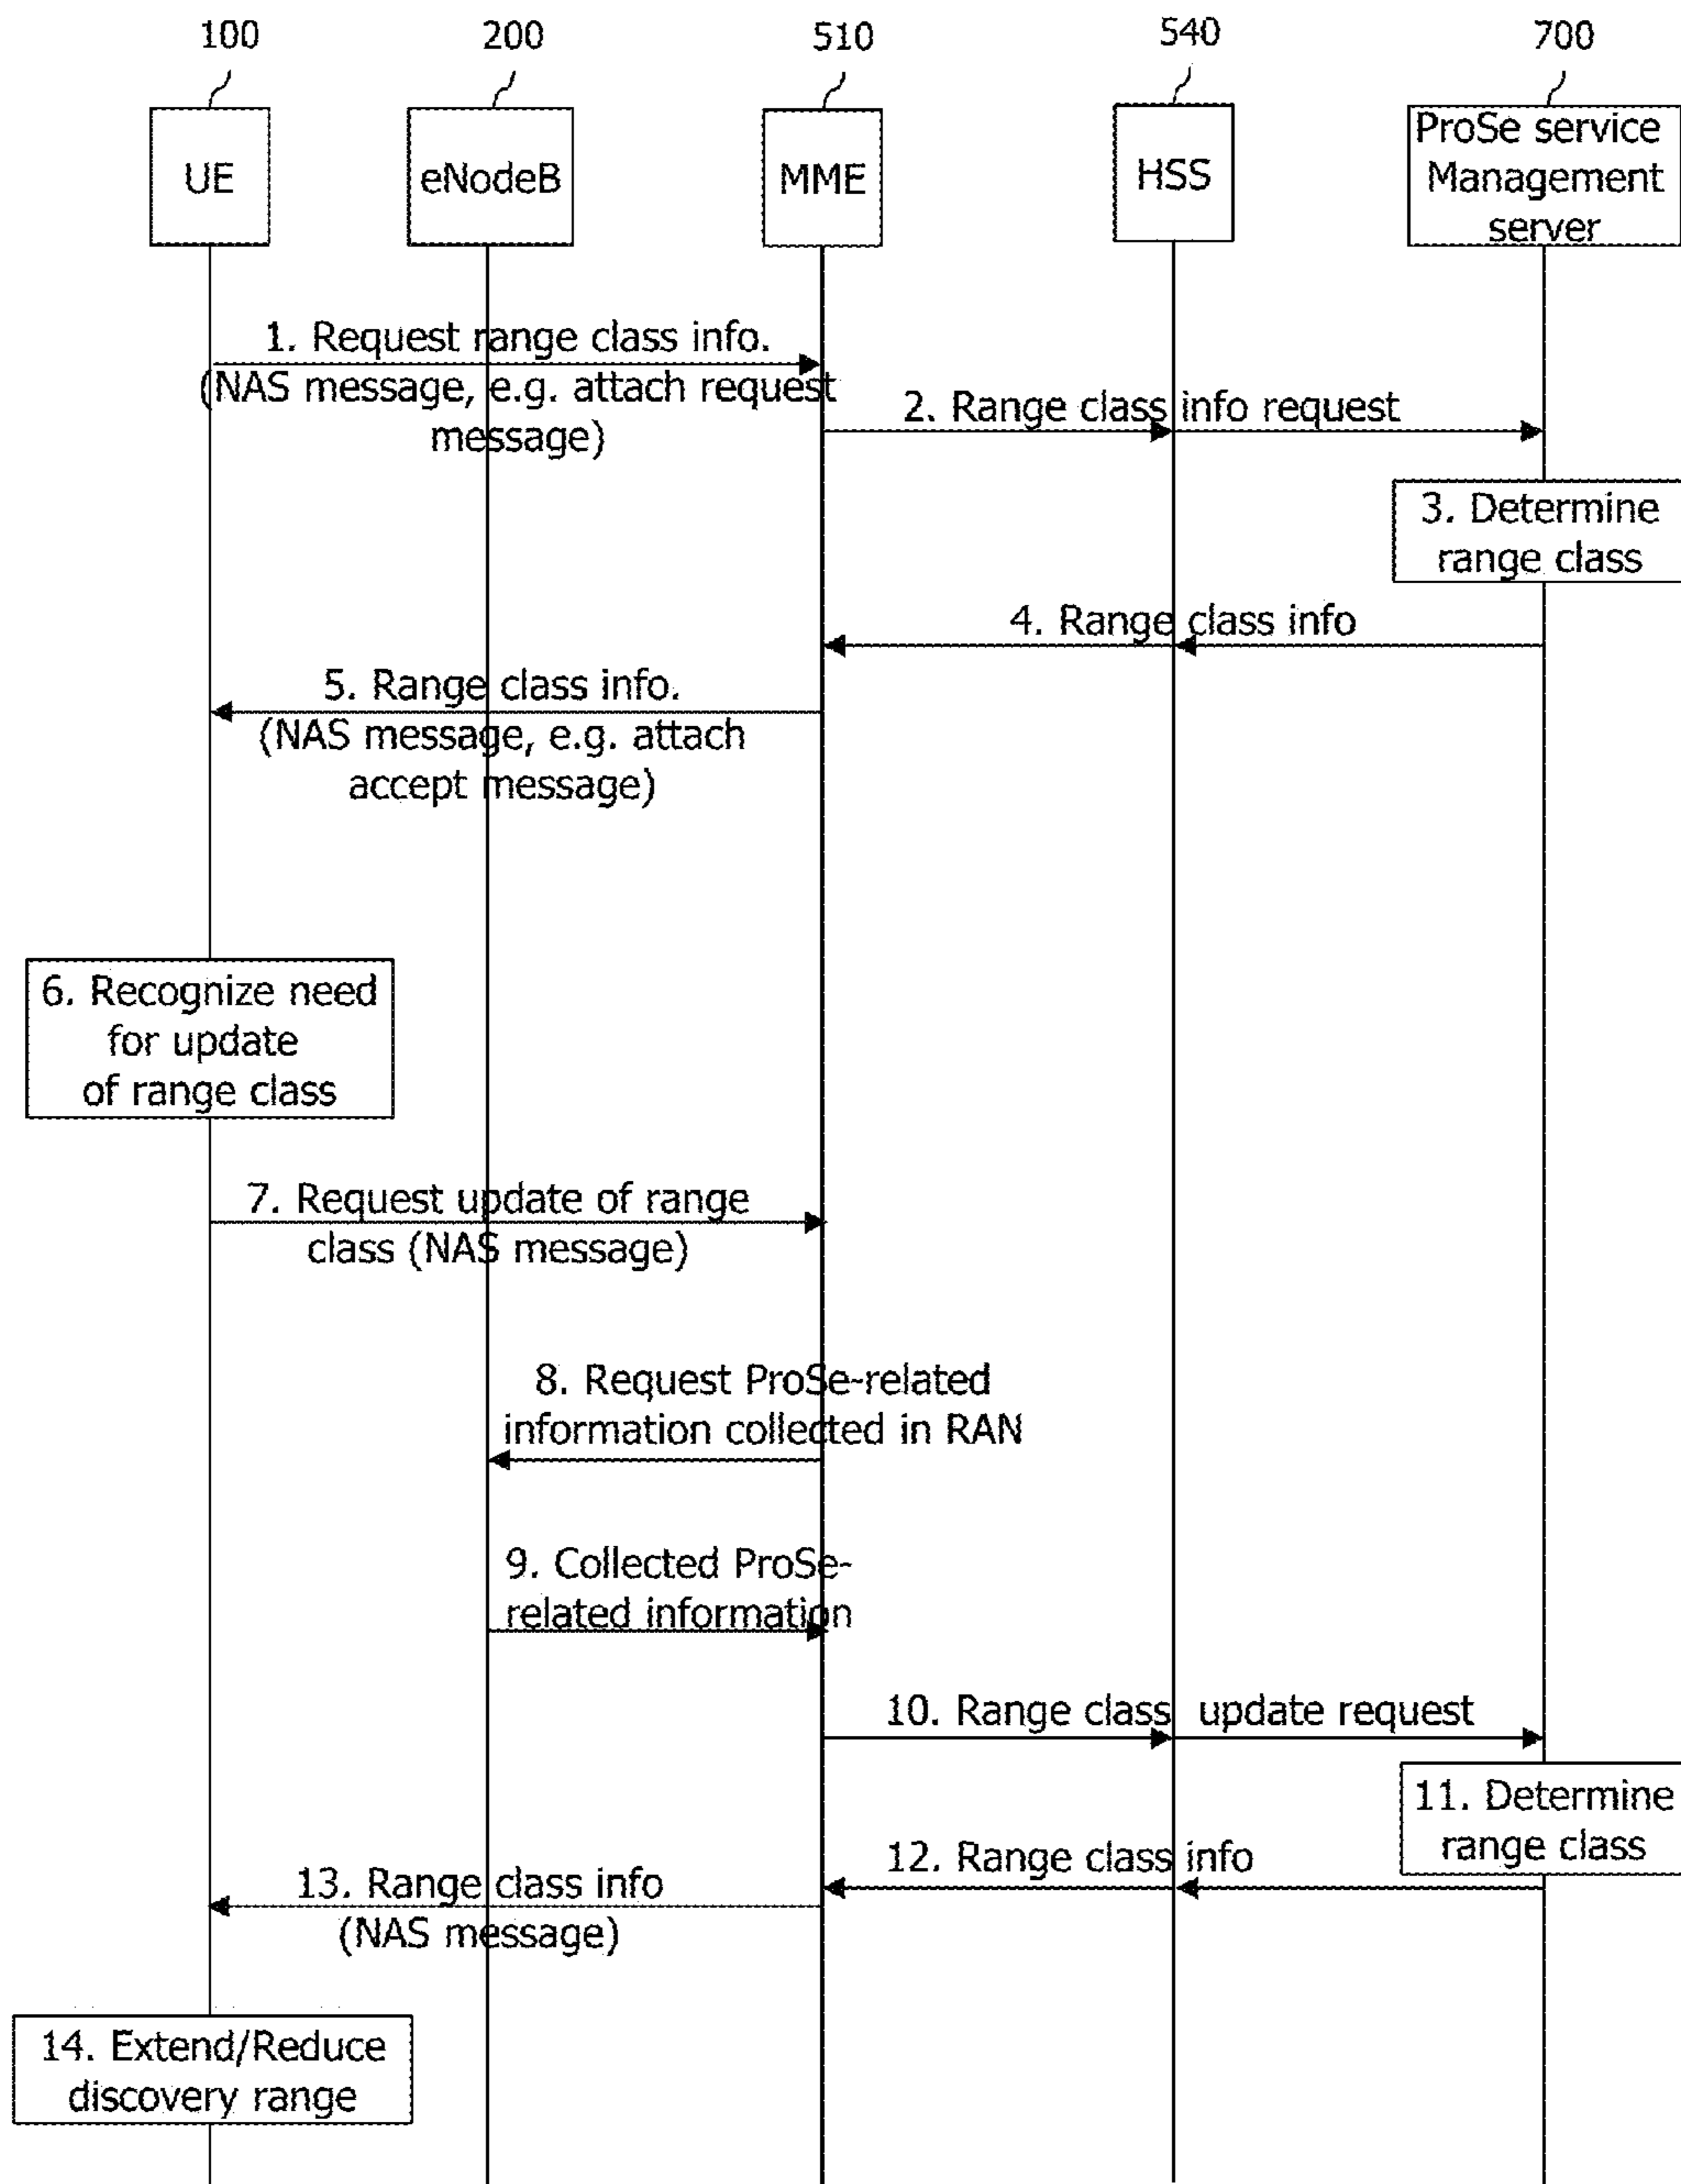 100
200
510
540
700
UE
eNodeB
MME
HSS
ProSe service
Management
server
1. Request range class info.
(NAS message, e.g. attach request
message)
2. Range class info request
3. Determine
range class
4. Range class info
5. Range class info.
(NAS message, e.g. attach
accept message)
6. Recognize need
for update
of range class
7. Request update of range
class (NAS message)
8. Request ProSe-related
information collected in RAN
9. Collected ProSe-
related information
10. Range class update request
11. Determine
range class
12. Range class info
13. Range class info
(NAS message)
14. Extend/Reduce
discovery range